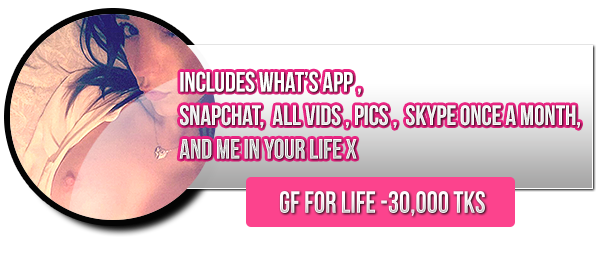 INCLUDES WHAT'S APP ,
SNAPCHAT, ALL VIDS , PICS , SKYPE ONCE A MONTH,
AND ME IN YOUR LIFE X
GF FOR LIFE -30,000 TKS